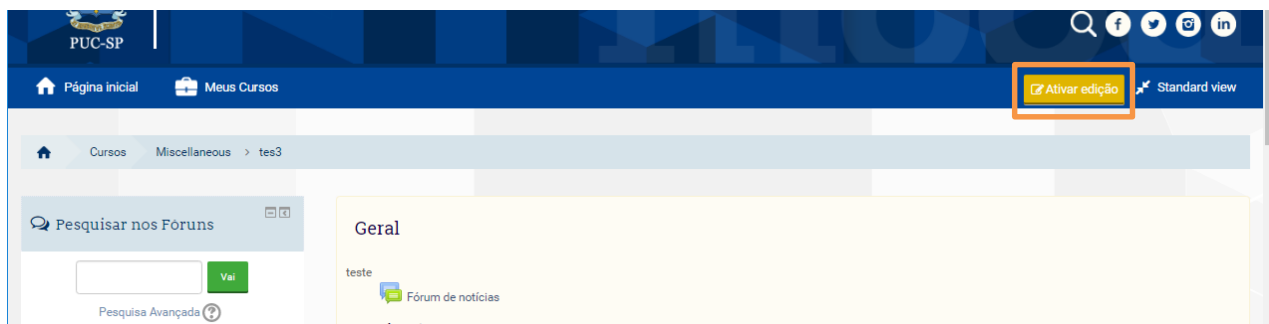 PUC-SP
Página inicial
Meus Cursos
Ativar edição
Standard view
Cursos Miscellaneous > tes3
Pesquisar nos Fóruns
Vai
Pesquisa Avançada ?
Geral
teste
Fórum de notícias